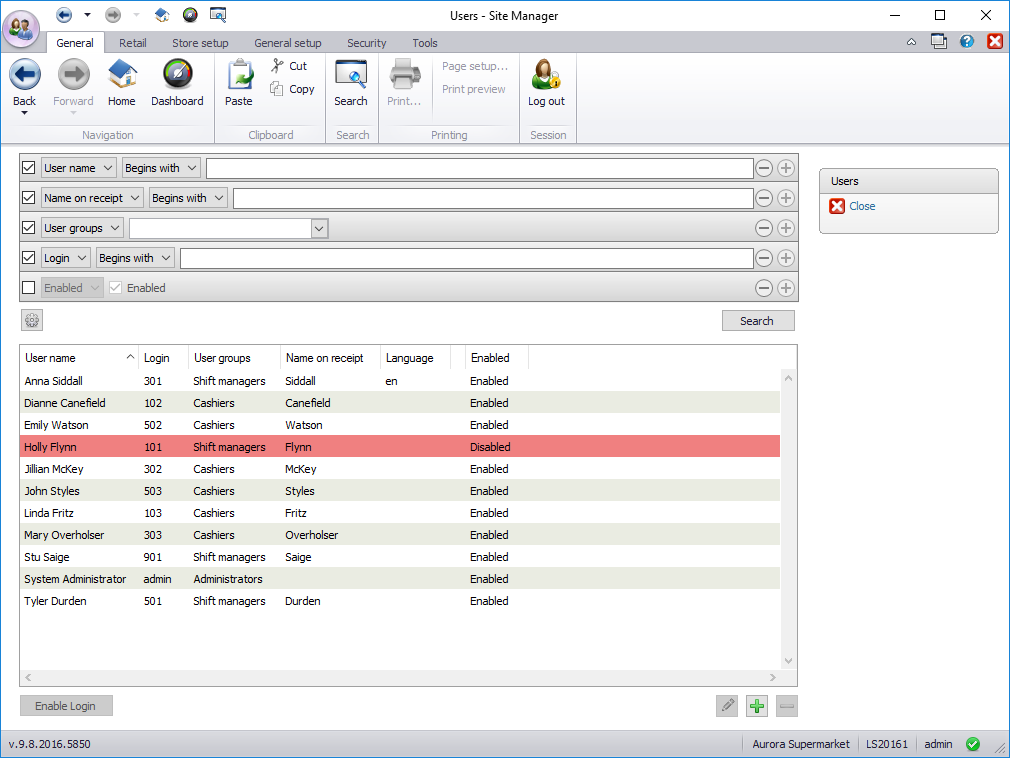 Users - Site Manager
General Retail Store setup General setup Security Tools
Back Forward Home Dashboard Paste Cut Copy Search Print... Page setup... Print preview Log out
Navigation Clipboard Search Printing Session
User name Begins with
Name on receipt Begins with
User groups
Login Begins with
Enabled Enabled
Search
Users
Close
User name Login User groups Name on receipt Language Enabled
Anna Siddall 301 Shift managers Siddall en Enabled
Dianne Canefield 102 Cashiers Canefield Enabled
Emily Watson 502 Cashiers Watson Enabled
Holly Flynn 101 Shift managers Flynn Disabled
Jillian McKey 302 Cashiers McKey Enabled
John Styles 503 Cashiers Styles Enabled
Linda Fritz 103 Cashiers Fritz Enabled
Mary Overholser 303 Cashiers Overholser Enabled
Stu Saige 901 Shift managers Saige Enabled
System Administrator admin Administrators Enabled
Tyler Durden 501 Shift managers Durden Enabled
Enable Login
v.9.8.2016.5850 Aurora Supermarket LS20161 admin